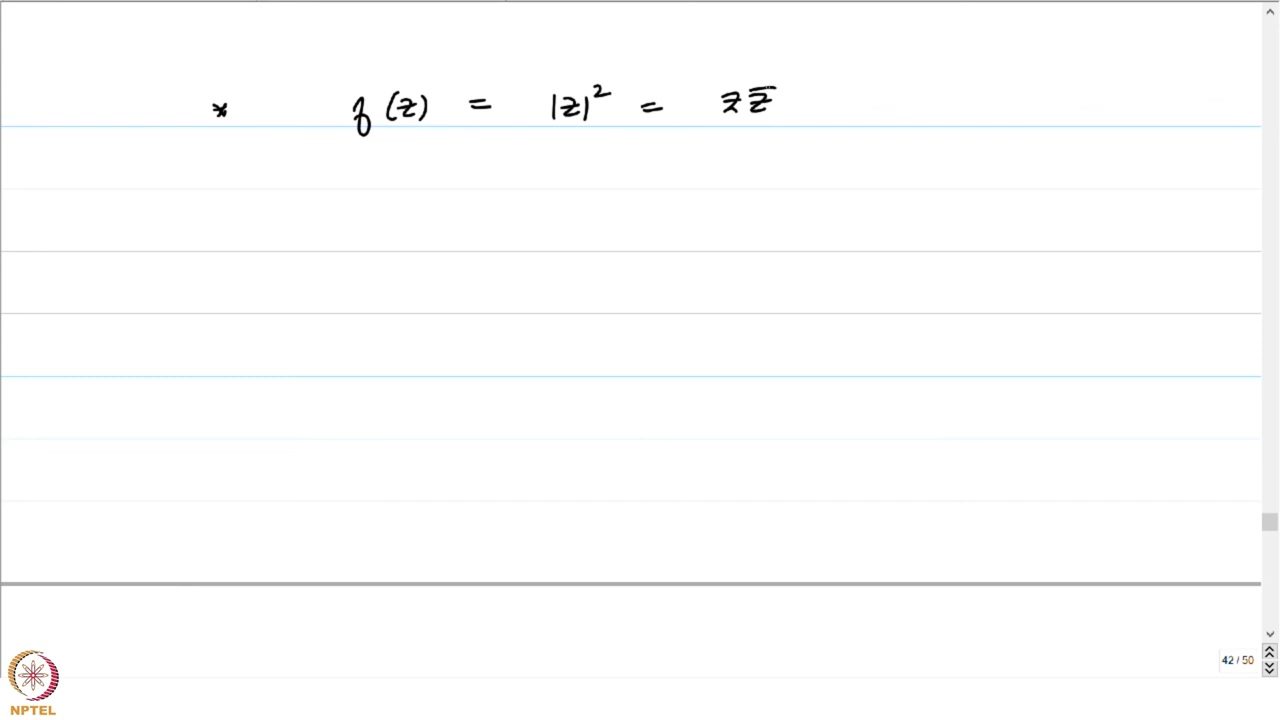 * f(z) = |z|² = z z̅
42 / 50
NPTEL